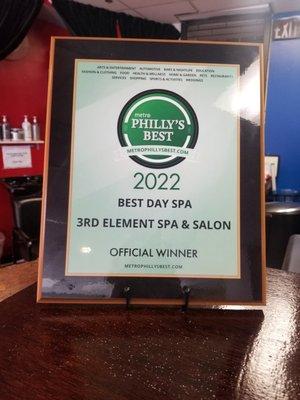 ARTS & ENTERTAINMENT AUTOMOTIVE BARS & NIGHTLIFE EDUCATION
FASHION & CLOTHING FOOD HEALTH & WELLNESS HOME & GARDEN PETS RESTAURANTS
SERVICES SHOPPING SPORTS & ACTIVITIES WEDDINGS
metro
PHILLY'S
BEST
METROPHILLYSBEST.COM
2022
BEST DAY SPA
3RD ELEMENT SPA & SALON
OFFICIAL WINNER
METROPHILLYSBEST.COM